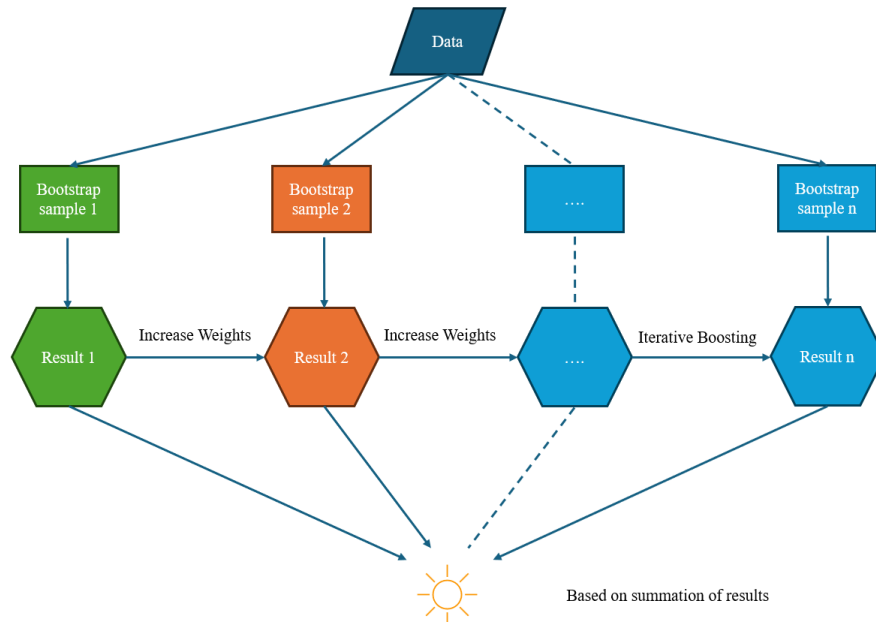 Data
Bootstrap
sample 1
Bootstrap
sample 2
....
Bootstrap
sample n
Increase Weights
Increase Weights
Iterative Boosting
Result 1
Result 2
....
Result n
Based on summation of results